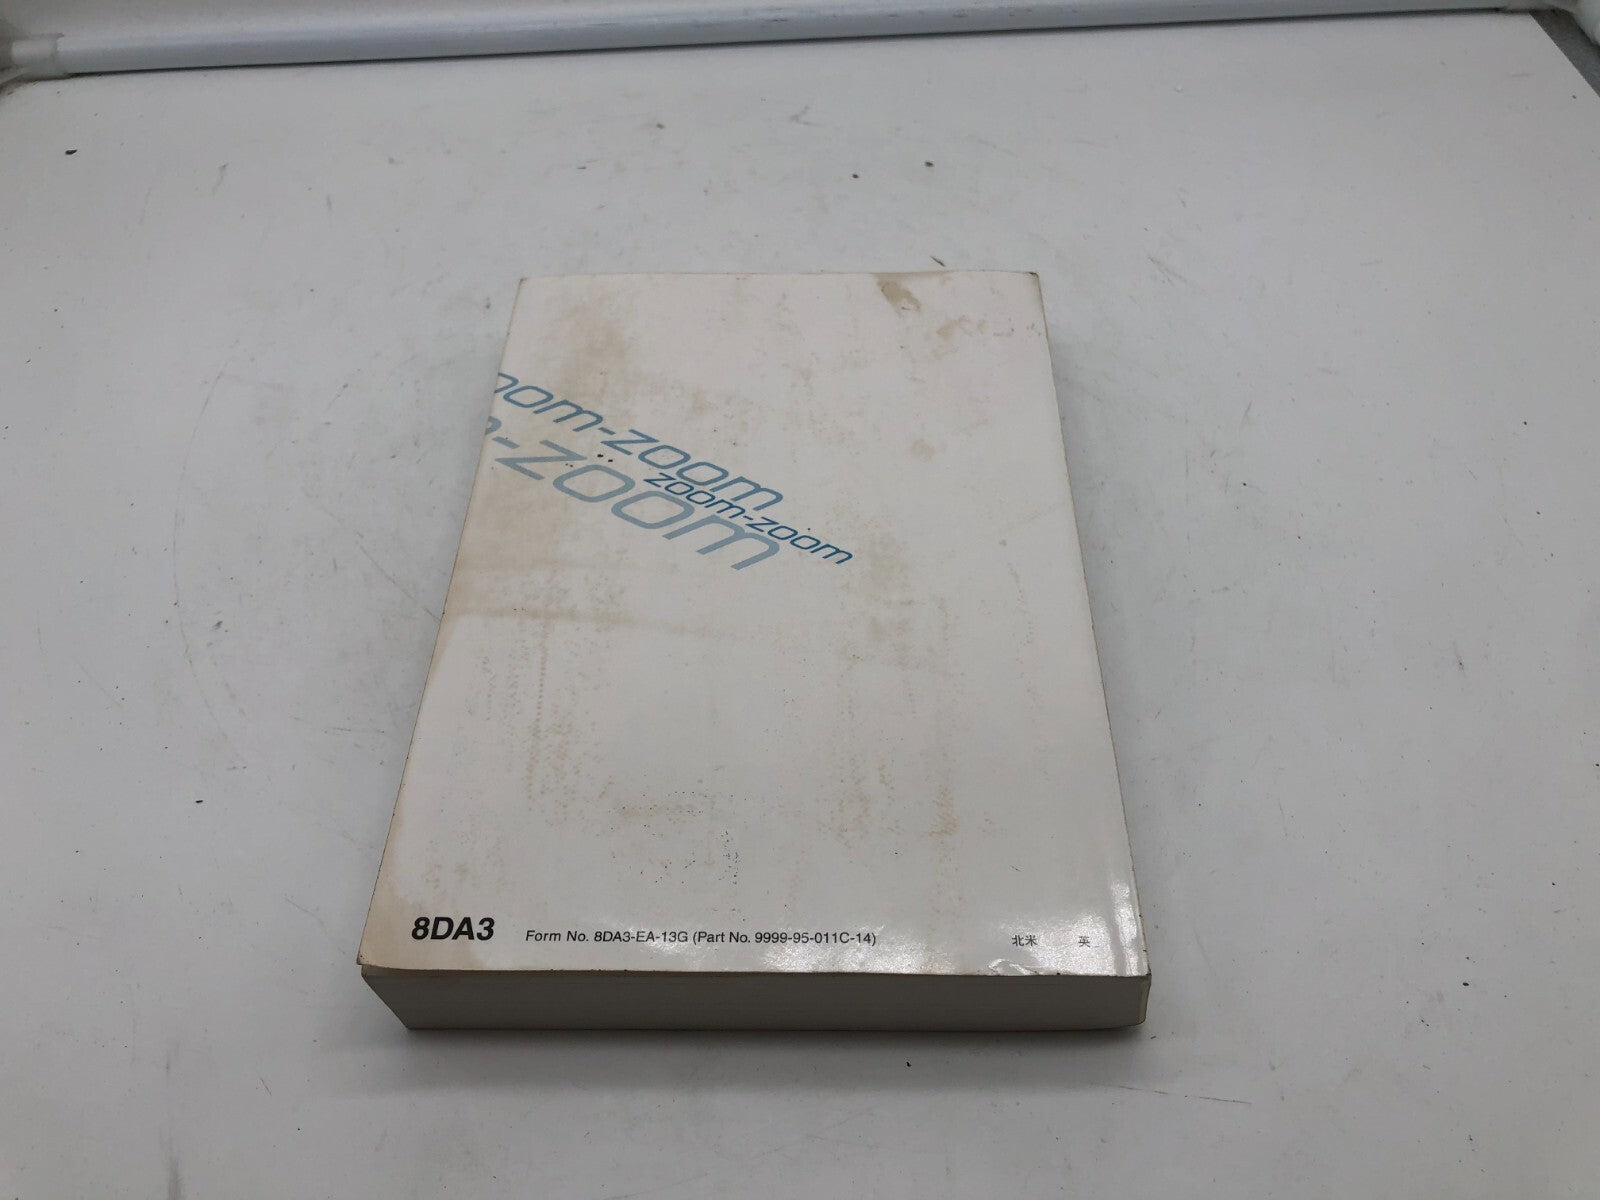 oom-zoom
-zoom
zoom-zoom
8DA3 Form No. 8DA3-EA-13G (Part No. 9999-95-011C-14) 北米 英